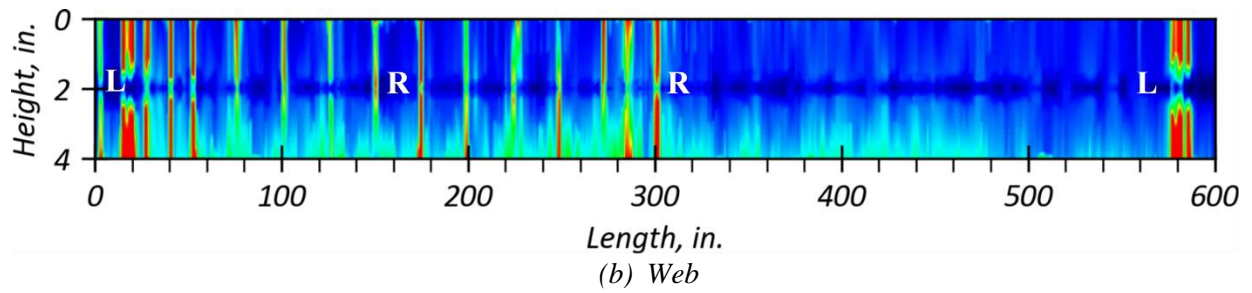 Height, in.
0
2
4
L R R L
0 100 200 300 400 500 600
Length, in.
(b) Web